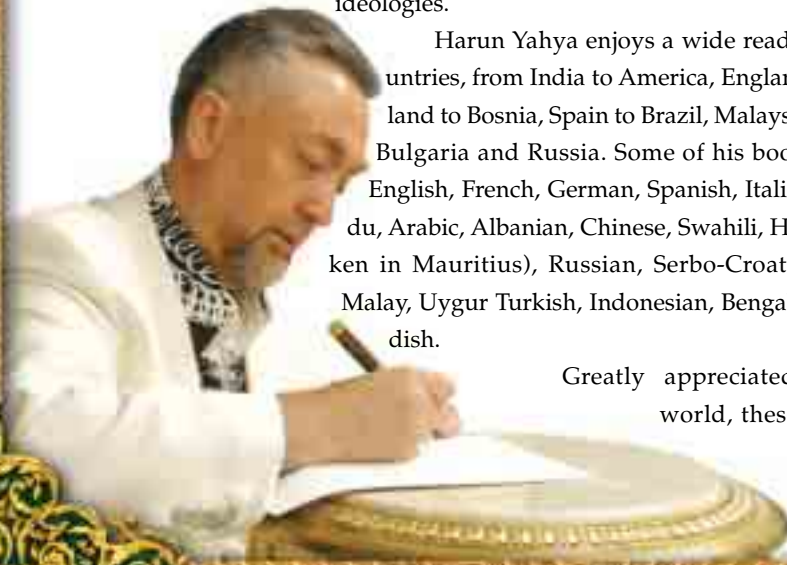 ideologies.
Harun Yahya enjoys a wide read
untries, from India to America, Englan
land to Bosnia, Spain to Brazil, Malays
Bulgaria and Russia. Some of his boo
English, French, German, Spanish, Itali
du, Arabic, Albanian, Chinese, Swahili, H
ken in Mauritius), Russian, Serbo-Croat
Malay, Uygur Turkish, Indonesian, Benga
dish.
Greatly appreciated
world, thes